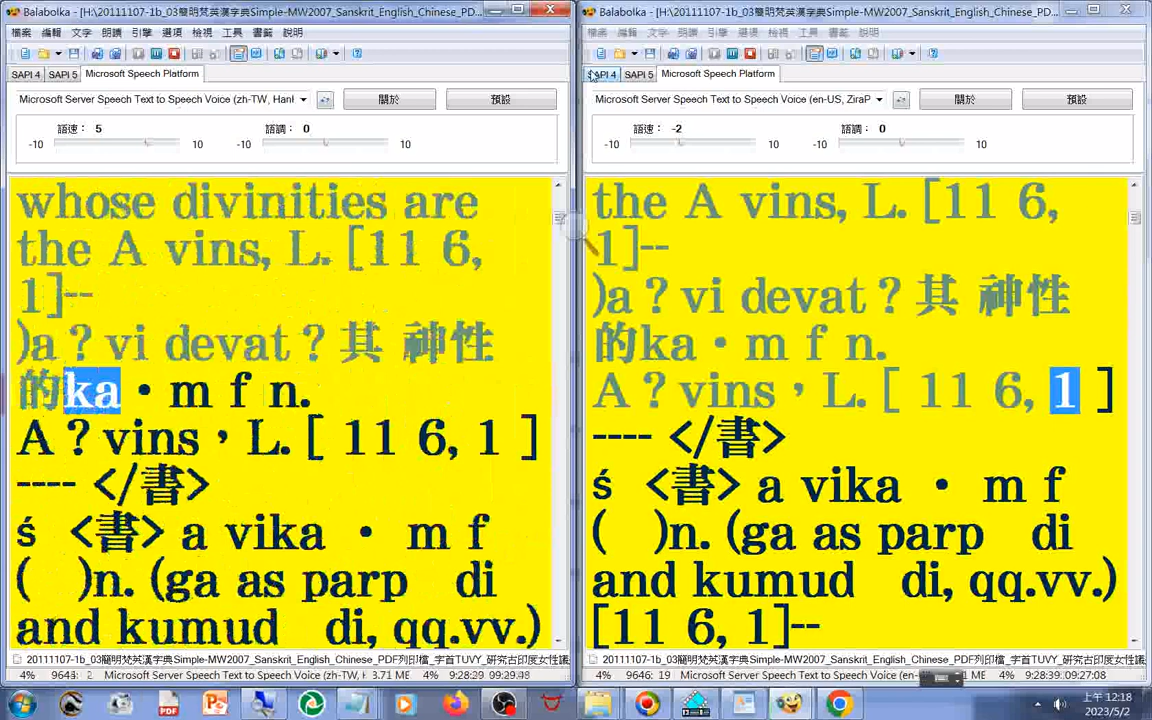 Balabolka - [H:\20111107-1b_03簡明梵英漢字典Simple-MW2007_Sanskrit_English_Chinese_PD...
檔案 編輯 文字 朗讀 引擎 選項 檢視 工具 書籤 說明
SAPI 4 SAPI 5 Microsoft Speech Platform
Microsoft Server Speech Text to Speech Voice (zh-TW, HanH
關於 預設
語速： 5 語調： 0
-10 10 -10 10
whose divinities are
the A vins, L. [11 6,
1]--
)a ? vi devat ? 其 神性
的ka • m f n.
A ? vins , L. [ 11 6, 1 ]
---- </書>
ś <書> a vika • m f
( )n. (ga as parp di
and kumud di, qq.vv.)
20111107-1b_03簡明梵英漢字典Simple-MW2007_Sanskrit_English_Chinese_PDF列印檔_字首TUVY_研究古印度女性議
4% 9648: 2 Microsoft Server Speech Text to Speech Voice (zh-TW, 3.71 ME 4% 9:28:29 09:29:48
Balabolka - [H:\20111107-1b_03簡明梵英漢字典Simple-MW2007_Sanskrit_English_Chinese_PD...
檔案 編輯 文字 朗讀 引擎 選項 檢視 工具 書籤 說明
SAPI 4 SAPI 5 Microsoft Speech Platform
Microsoft Server Speech Text to Speech Voice (en-US, ZiraP
關於 預設
語速： -2 語調： 0
-10 10 -10 10
the A vins, L. [11 6,
1]--
)a ? vi devat ? 其 神性
的ka • m f n.
A ? vins , L. [ 11 6, 1 ]
---- </書>
ś <書> a vika • m f
( )n. (ga as parp di
and kumud di, qq.vv.)
[11 6, 1]--
20111107-1b_03簡明梵英漢字典Simple-MW2007_Sanskrit_English_Chinese_PDF列印檔_字首TUVY_研究古印度女性議
4% 9646: 19 Microsoft Server Speech Text to Speech Voice (en-US, ME 4% 9:28:39 09:27:08
上午 12:18
2023/5/2